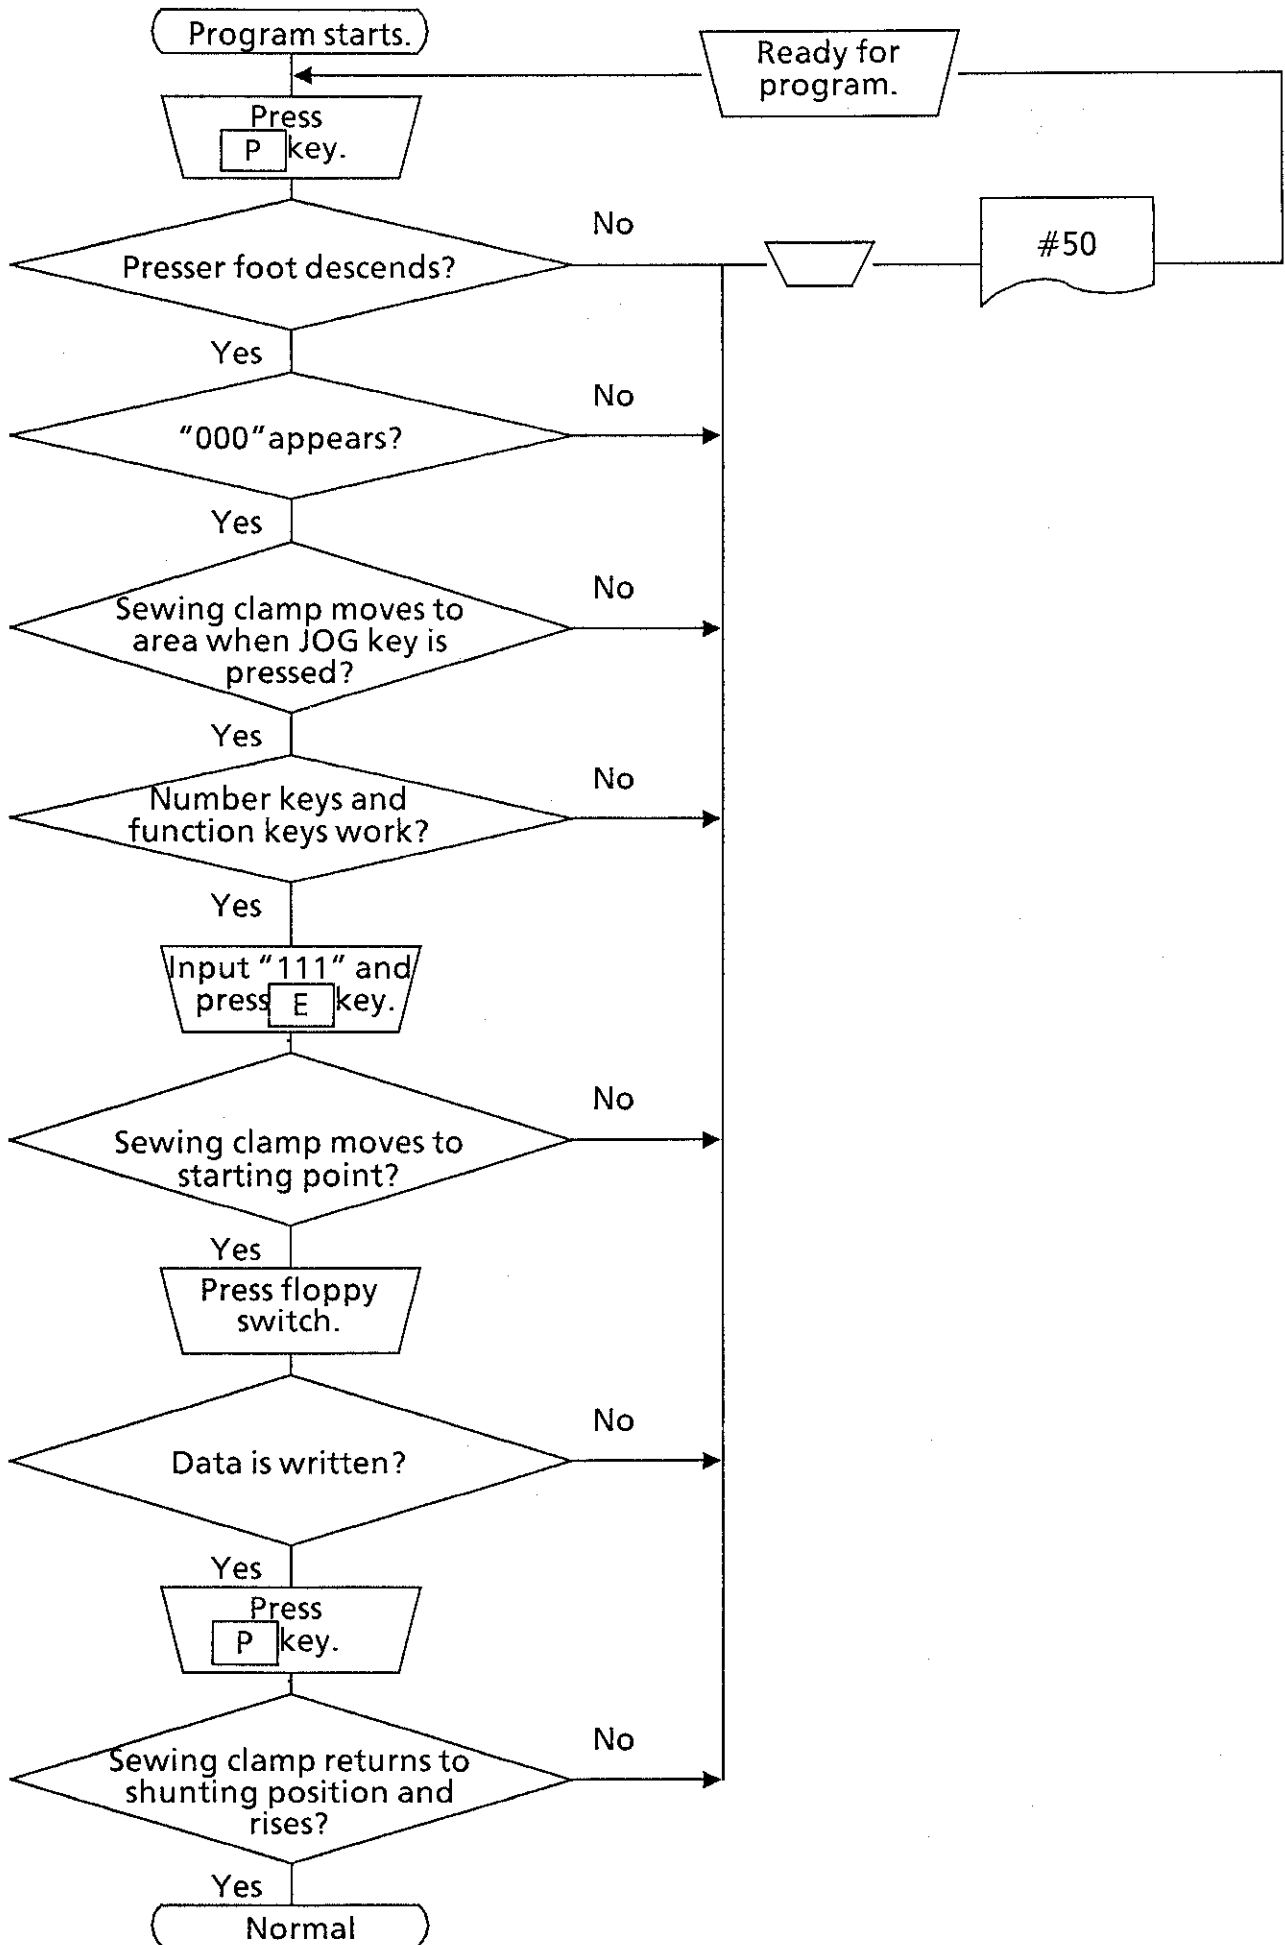 Program starts.
Ready for
program.
Press
P key.
No
#50
Presser foot descends?
Yes
No
"000" appears?
Yes
No
Sewing clamp moves to
area when JOG key is
pressed?
Yes
No
Number keys and
function keys work?
Yes
Input "111" and
press E key.
No
Sewing clamp moves to
starting point?
Yes
Press floppy
switch.
No
Data is written?
Yes
Press
P key.
No
Sewing clamp returns to
shunting position and
rises?
Yes
Normal